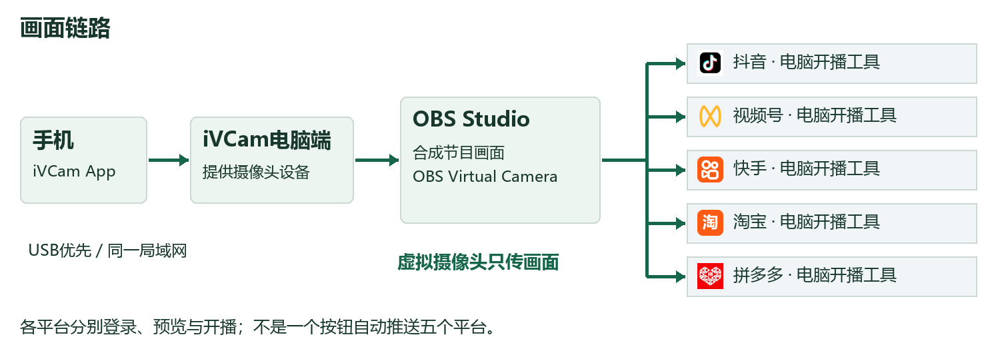 画面链路
手机
iVCam App
iVCam电脑端
提供摄像头设备
OBS Studio
合成节目画面
OBS Virtual Camera
抖音 · 电脑开播工具
视频号 · 电脑开播工具
快手 · 电脑开播工具
淘 淘宝 · 电脑开播工具
拼多多 · 电脑开播工具
USB优先 / 同一局域网
虚拟摄像头只传画面
各平台分别登录、预览与开播；不是一个按钮自动推送五个平台。